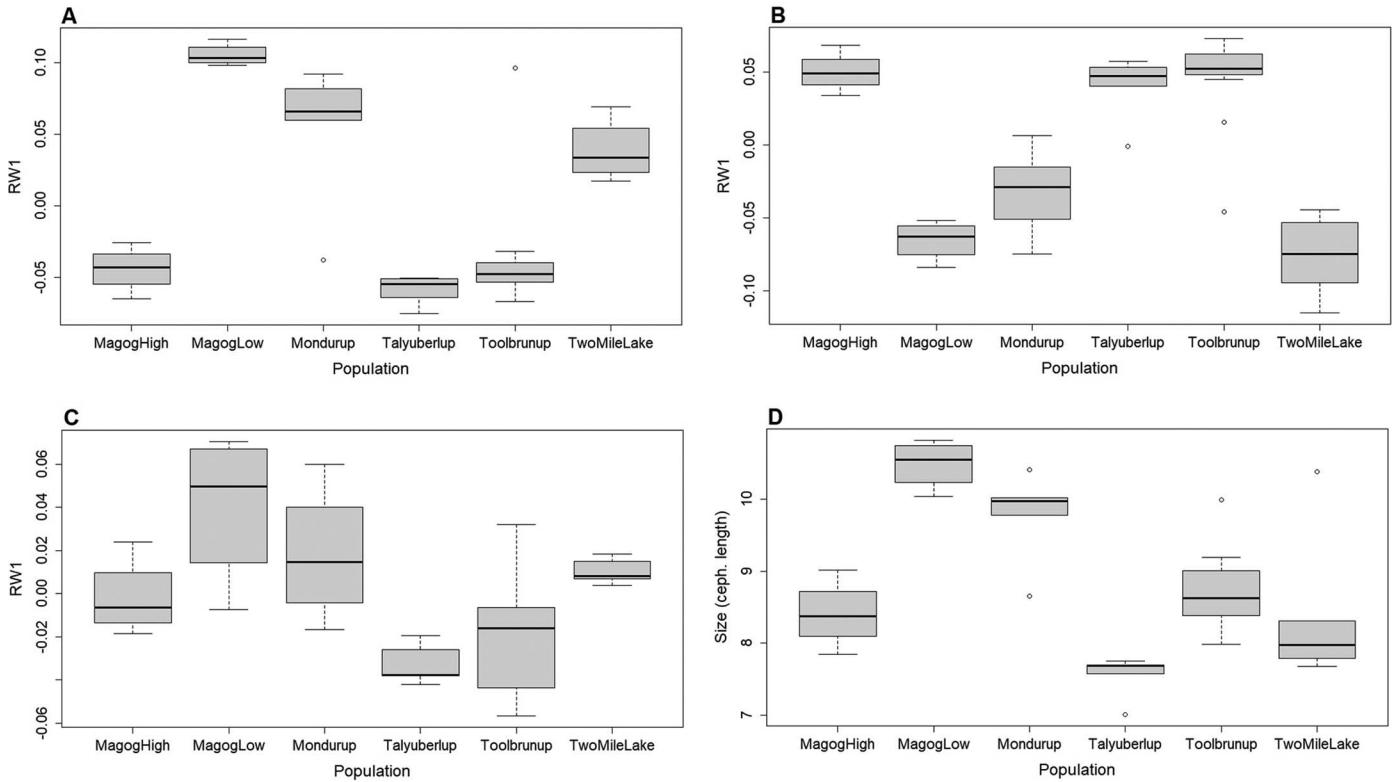 A
RW1
0.10
0.05
0.00
-0.05
MagogHigh MagogLow Mondurup Talyuberlup Toolbrunup TwoMileLake
Population
B
RW1
0.05
0.00
-0.05
-0.10
MagogHigh MagogLow Mondurup Talyuberlup Toolbrunup TwoMileLake
Population
C
RW1
0.06
0.04
0.02
0.00
-0.02
-0.06
MagogHigh MagogLow Mondurup Talyuberlup Toolbrunup TwoMileLake
Population
D
Size (ceph. length)
10
9
8
7
MagogHigh MagogLow Mondurup Talyuberlup Toolbrunup TwoMileLake
Population